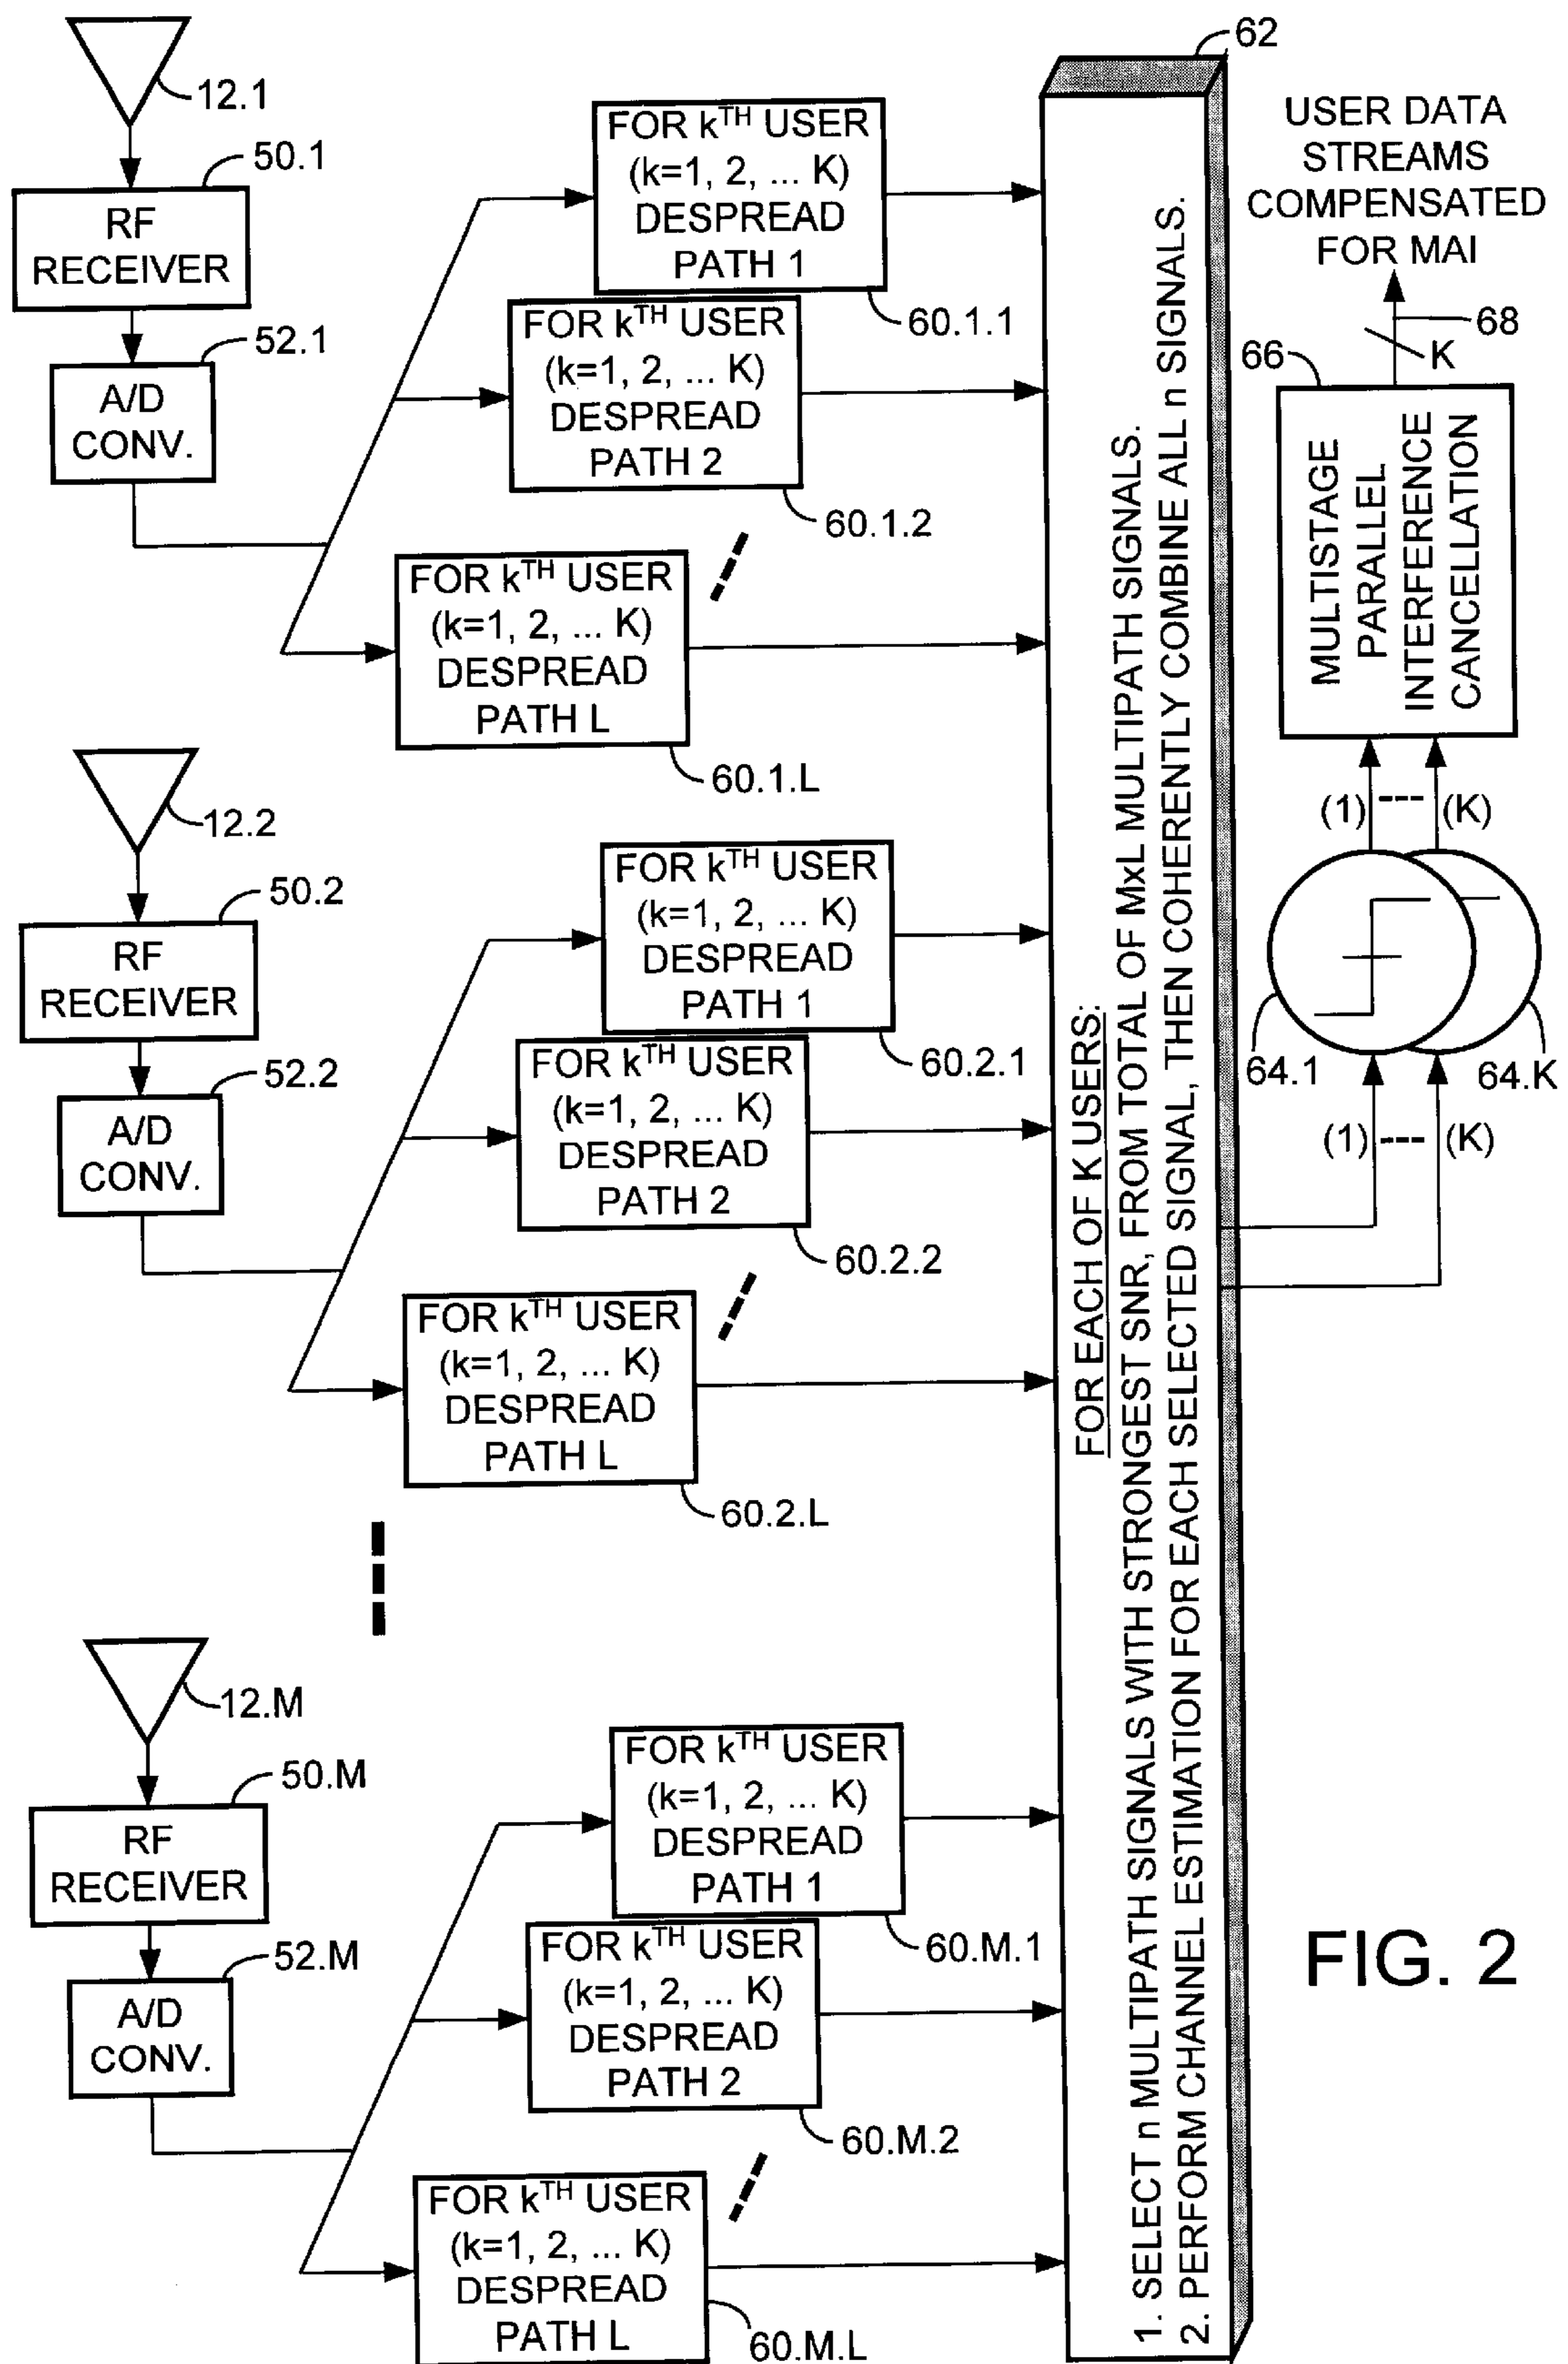 12.1
50.1
RF
RECEIVER
52.1
A/D
CONV.
FOR kTH USER
(k=1, 2, ... K)
DESPREAD
PATH 1
60.1.1
FOR kTH USER
(k=1, 2, ... K)
DESPREAD
PATH 2
60.1.2
FOR kTH USER
(k=1, 2, ... K)
DESPREAD
PATH L
60.1.L
12.2
50.2
RF
RECEIVER
52.2
A/D
CONV.
FOR kTH USER
(k=1, 2, ... K)
DESPREAD
PATH 1
60.2.1
FOR kTH USER
(k=1, 2, ... K)
DESPREAD
PATH 2
60.2.2
FOR kTH USER
(k=1, 2, ... K)
DESPREAD
PATH L
60.2.L
12.M
50.M
RF
RECEIVER
52.M
A/D
CONV.
FOR kTH USER
(k=1, 2, ... K)
DESPREAD
PATH 1
60.M.1
FOR kTH USER
(k=1, 2, ... K)
DESPREAD
PATH 2
60.M.2
FOR kTH USER
(k=1, 2, ... K)
DESPREAD
PATH L
60.M.L
62
FOR EACH OF K USERS:
1. SELECT n MULTIPATH SIGNALS WITH STRONGEST SNR, FROM TOTAL OF MxL MULTIPATH SIGNALS.
2. PERFORM CHANNEL ESTIMATION FOR EACH SELECTED SIGNAL, THEN COHERENTLY COMBINE ALL n SIGNALS.
USER DATA
STREAMS
COMPENSATED
FOR MAI
68
K
66
MULTISTAGE
PARALLEL
INTERFERENCE
CANCELLATION
(1) --- (K)
64.1
64.K
(1) --- (K)
FIG. 2